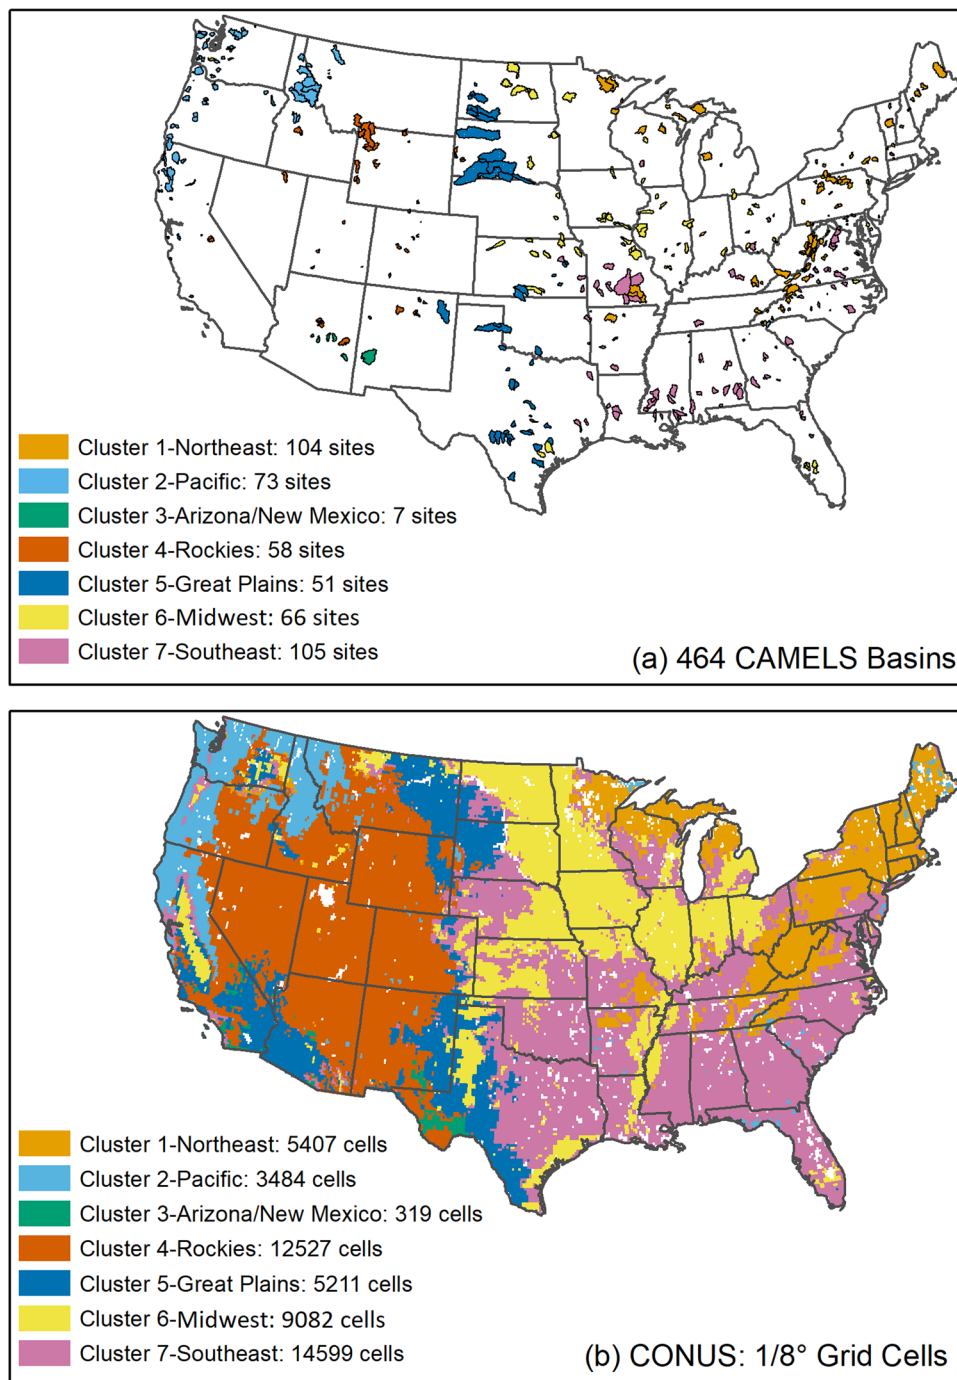 Cluster 1-Northeast: 104 sites
Cluster 2-Pacific: 73 sites
Cluster 3-Arizona/New Mexico: 7 sites
Cluster 4-Rockies: 58 sites
Cluster 5-Great Plains: 51 sites
Cluster 6-Midwest: 66 sites
Cluster 7-Southeast: 105 sites
(a) 464 CAMELS Basins
Cluster 1-Northeast: 5407 cells
Cluster 2-Pacific: 3484 cells
Cluster 3-Arizona/New Mexico: 319 cells
Cluster 4-Rockies: 12527 cells
Cluster 5-Great Plains: 5211 cells
Cluster 6-Midwest: 9082 cells
Cluster 7-Southeast: 14599 cells
(b) CONUS: 1/8° Grid Cells